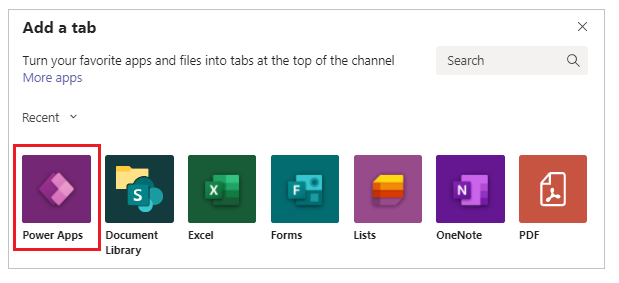 Add a tab
Turn your favorite apps and files into tabs at the top of the channel
More apps
Search
Recent
X
S
X
F
N
Power Apps
Document
Library
Excel
Forms
Lists
OneNote
PDF